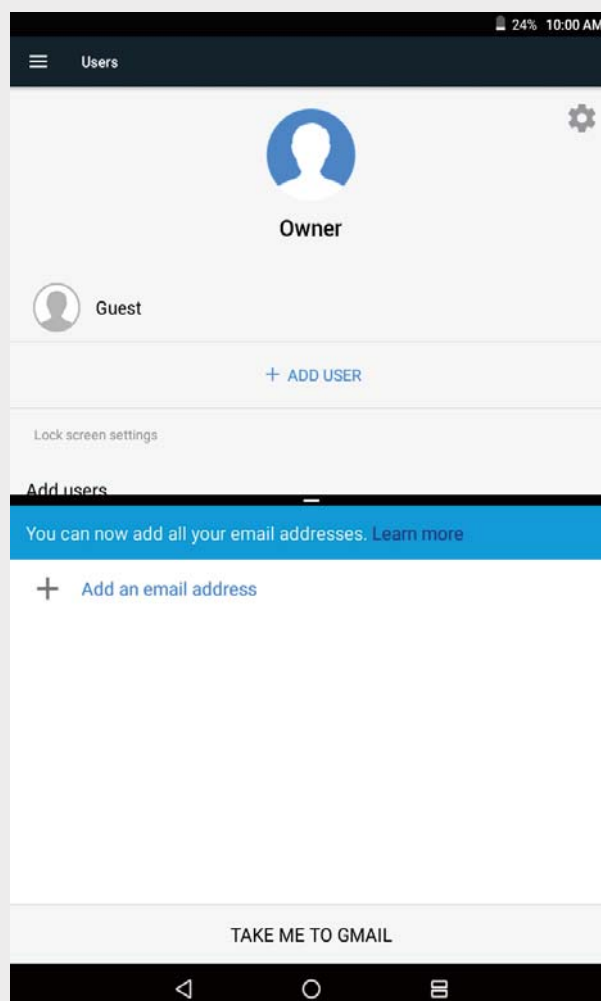 24% 10:00 AM
Users
Owner
Guest
+ ADD USER
Lock screen settings
Add users
You can now add all your email addresses. Learn more
+ Add an email address
TAKE ME TO GMAIL